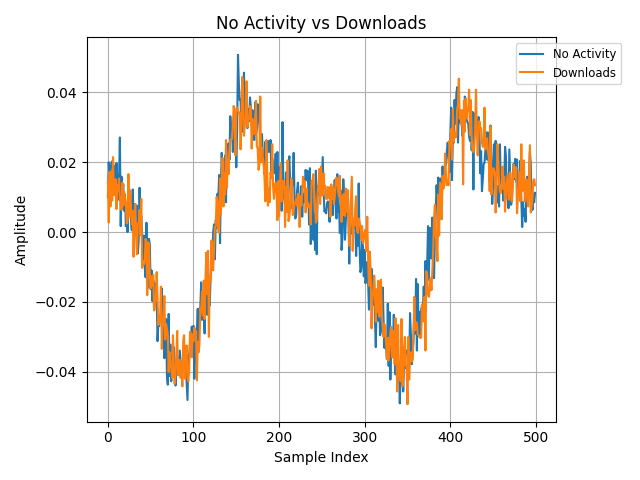 No Activity vs Downloads
No Activity
Downloads
Amplitude
0.04
0.02
0.00
−0.02
−0.04
0 100 200 300 400 500
Sample Index